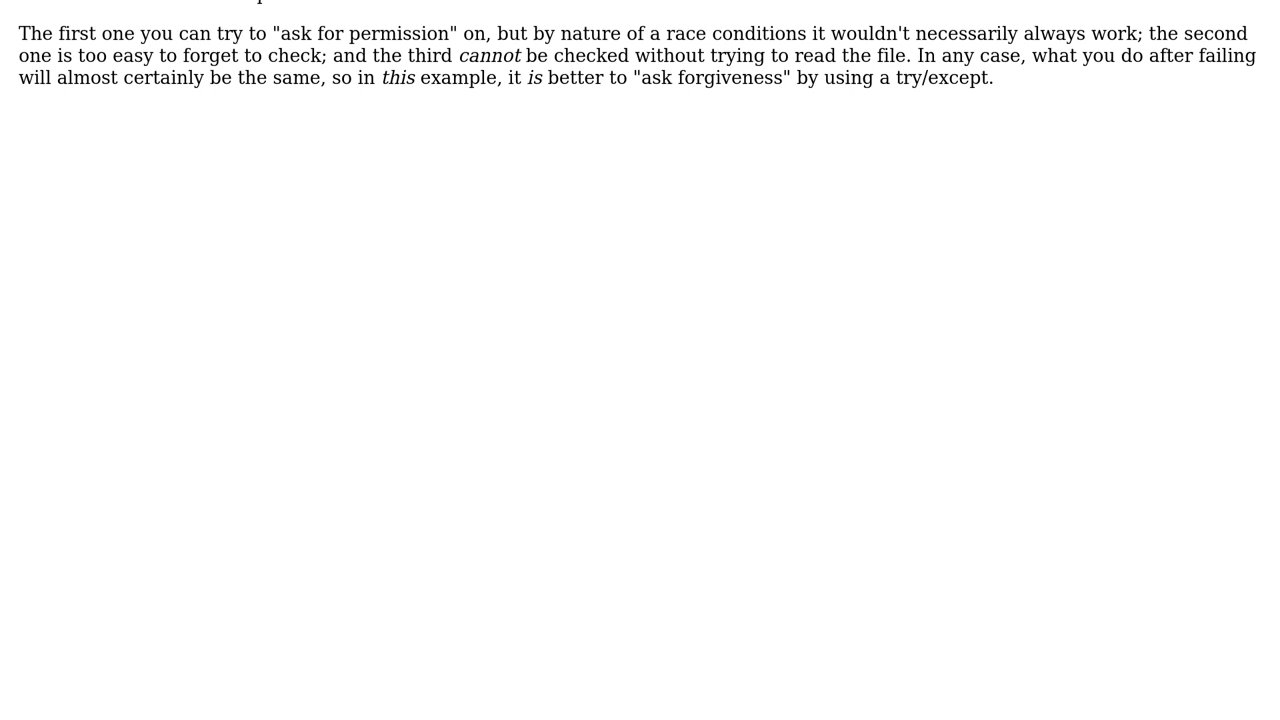 The first one you can try to "ask for permission" on, but by nature of a race conditions it wouldn't necessarily always work; the second
one is too easy to forget to check; and the third cannot be checked without trying to read the file. In any case, what you do after failing
will almost certainly be the same, so in this example, it is better to "ask forgiveness" by using a try/except.